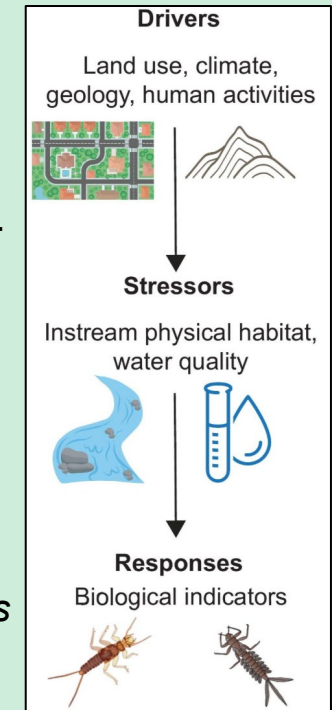 Drivers
Land use, climate,
geology, human activities
Stressors
Instream physical habitat,
water quality
Responses
Biological indicators